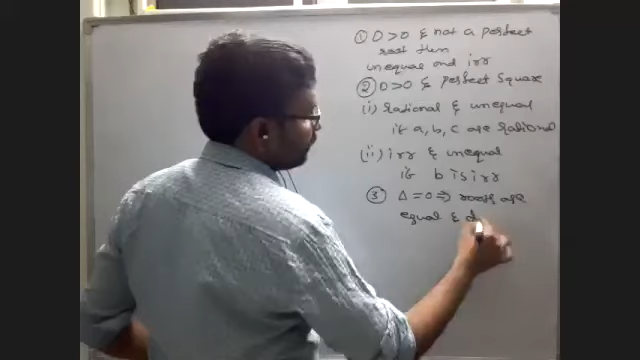 ① D>0 & not a perfect
root then
unequal and irr
② D>0 & perfect Square
(i) rational & unequal
if a, b, c are rational
(ii) irr & unequal
if b is irr
③ Δ=0 ⇒ roots are
equal &